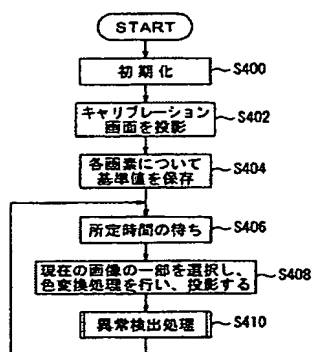 START
初期化
S400
キャリブレーション
画面を投影
S402
各画素について
基準値を保存
S404
所定時間の待ち
S406
現在の画像の一部を選択し、
色変換処理を行い、投影する
S408
異常検出処理
S410